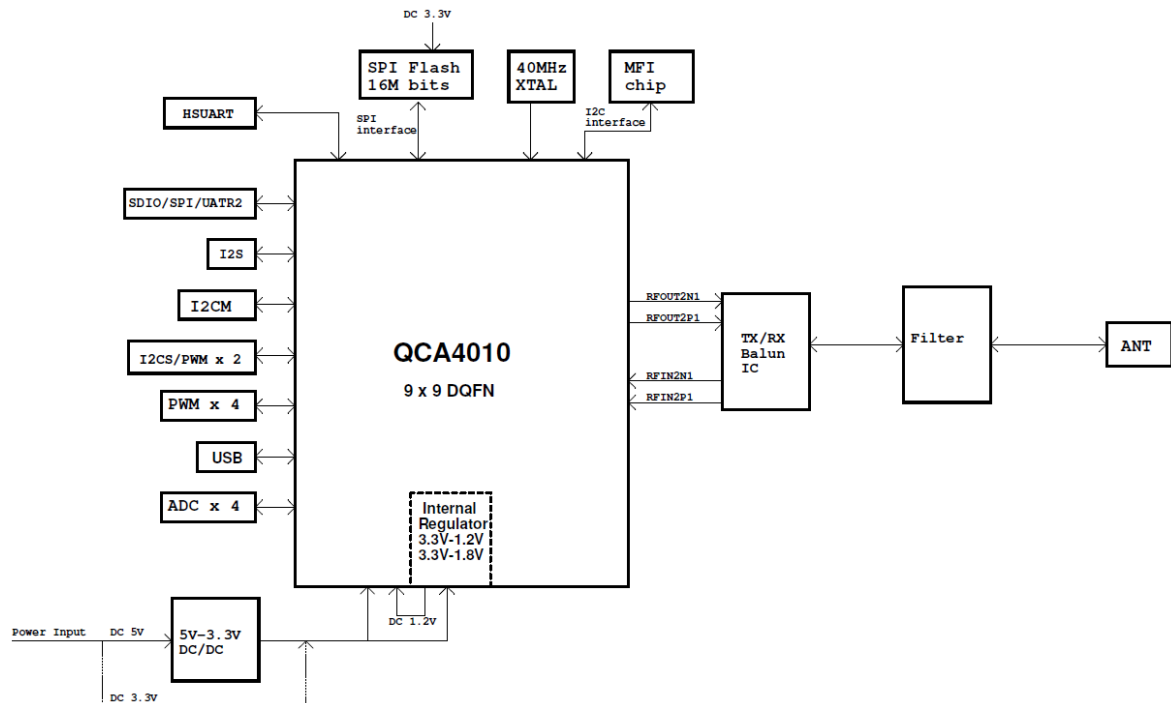 DC 3.3V
SPI Flash
16M bits
40MHz
XTAL
MFI
chip
HSUART
SPI
interface
I2C
interface
SDIO/SPI/UATR2
I2S
I2CM
I2CS/PWM x 2
PWM x 4
USB
ADC x 4
QCA4010
9 x 9 DQFN
RFOUT2N1
RFOUT2P1
RFIN2N1
RFIN2P1
TX/RX
Balun
IC
Filter
ANT
Internal
Regulator
3.3V-1.2V
3.3V-1.8V
DC 1.2V
Power Input
DC 5V
5V-3.3V
DC/DC
DC 3.3V